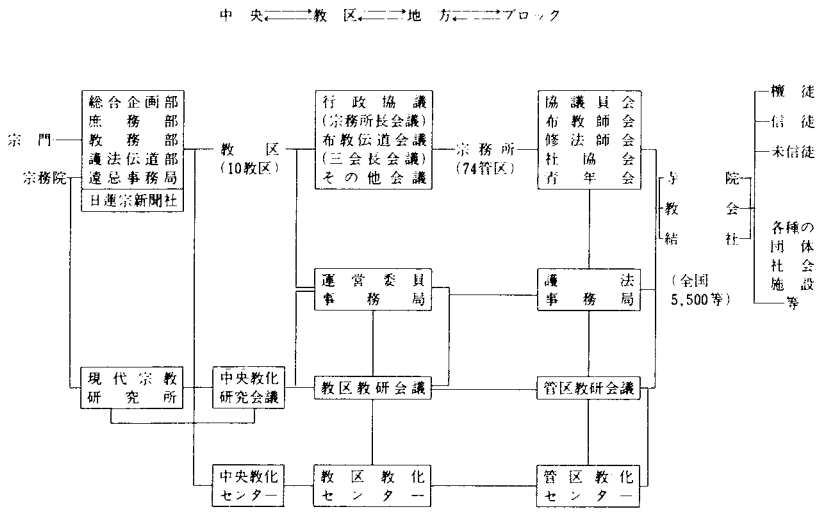 中央⇄教区⇄地方⇄ブロック
宗門
宗務院
総合企画部
庶務部
教務部
護法伝道部
遠忌事務局
日蓮宗新聞社
教区
(10教区)
行政協議
(宗務所長会議)
布教伝道会議
(三会長会議)
その他会議
宗務所
(74管区)
協議員会
布教師会
修法師会
社協会
青年会
寺院
教会
結社
(全国
5,500等)
檀徒
信徒
未信徒
各種の
団体
社会
施設
等
運営委員
事務局
護法
事務局
現代宗教
研究所
中央教化
研究会議
教区教研会議
管区教研会議
中央教化
センター
教区教化
センター
管区教化
センター